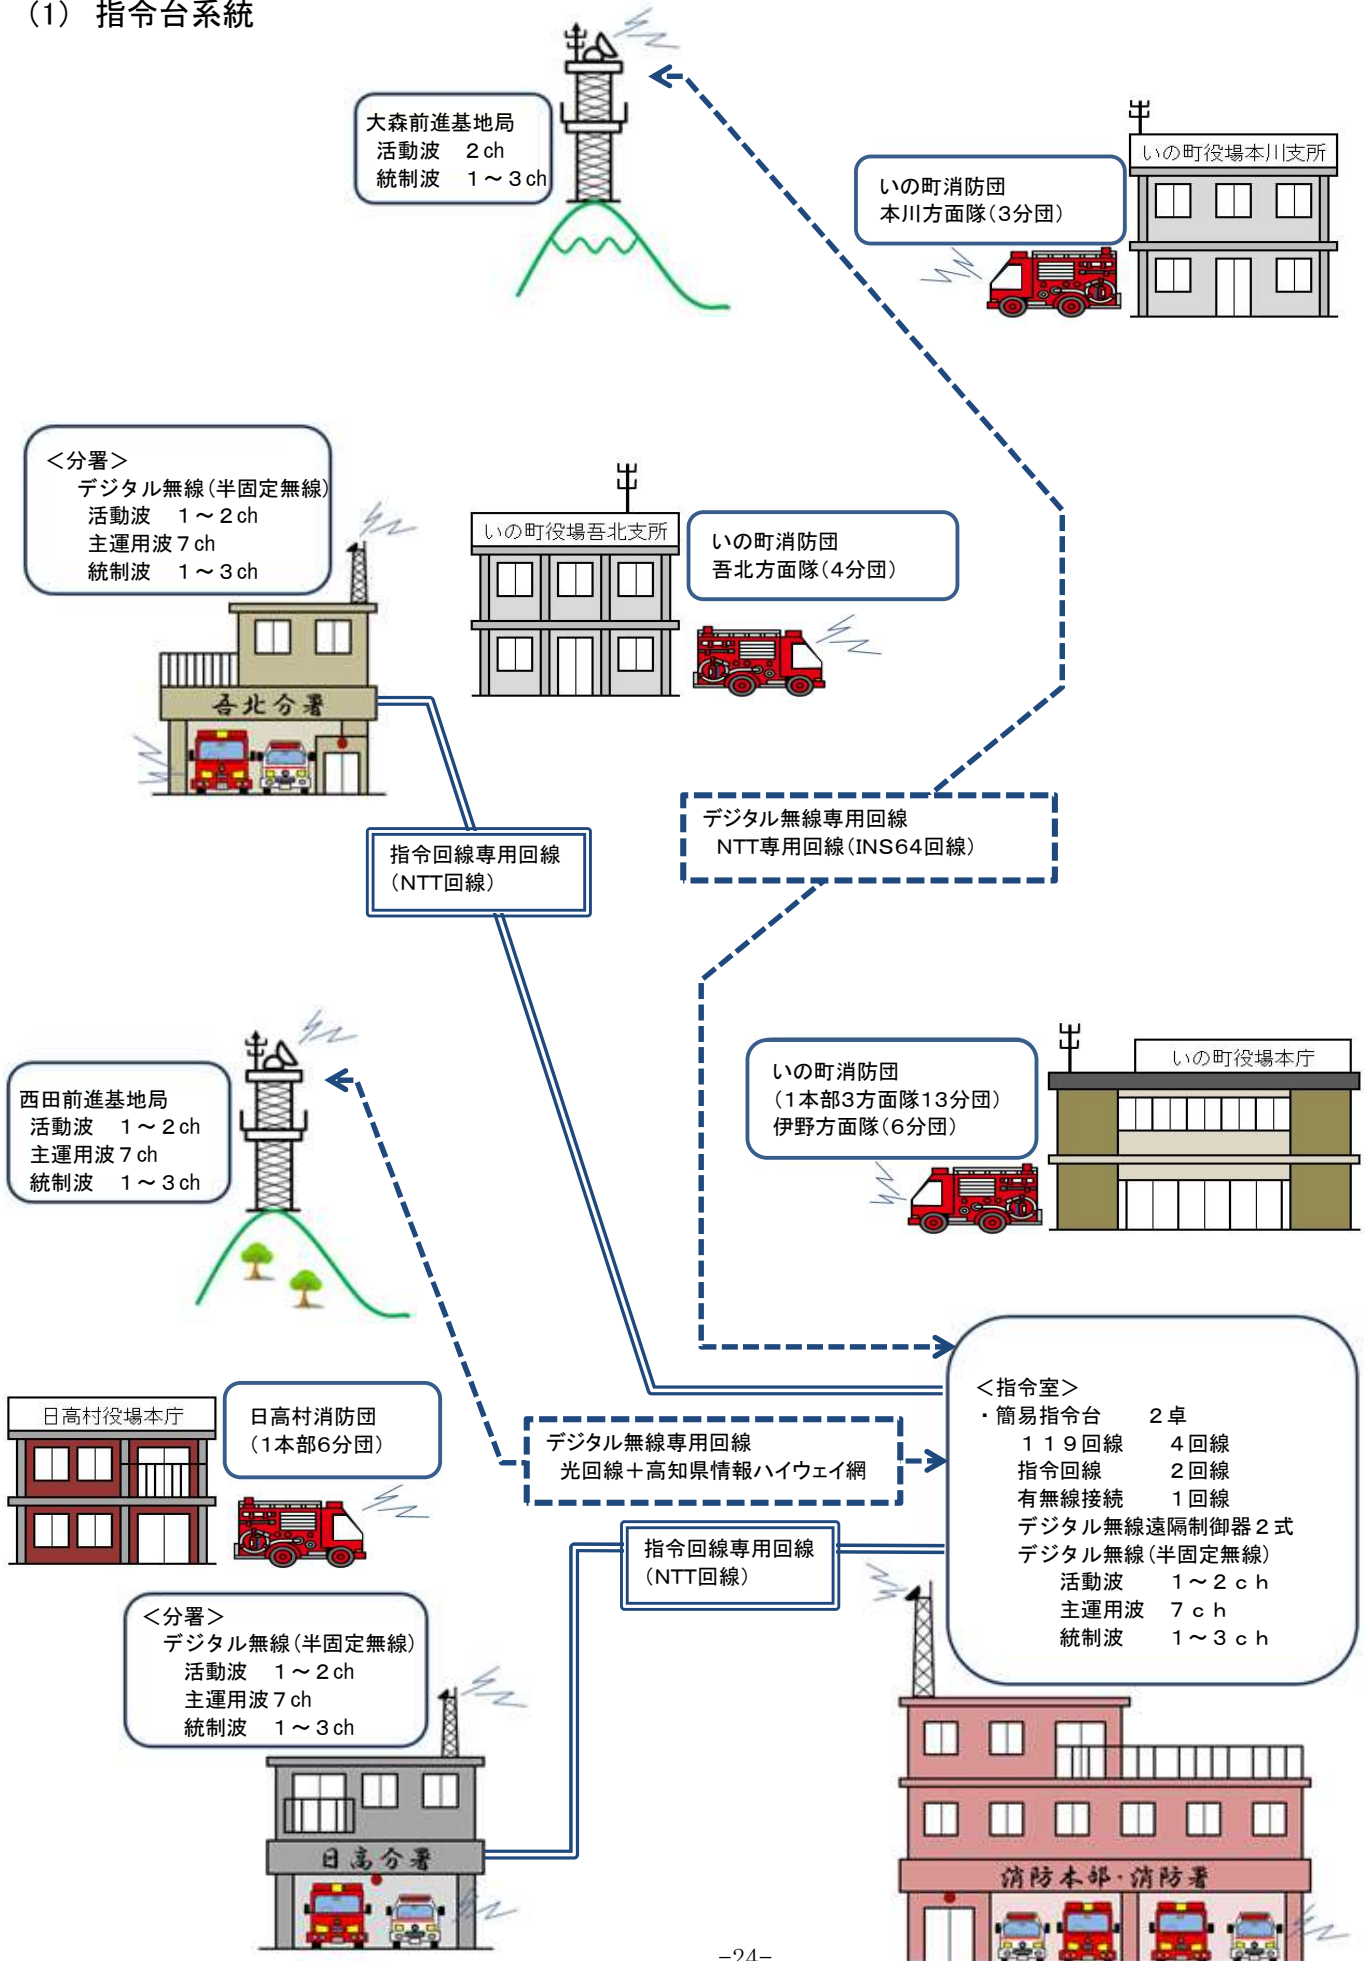 (1) 指令台系統
大森前進基地局
活動波 2ch
統制波 1～3ch
いの町役場本川支所
いの町消防団
本川方面隊(3分団)
＜分署＞
デジタル無線(半固定無線)
活動波 1～2ch
主運用波7ch
統制波 1～3ch
いの町役場吾北支所
いの町消防団
吾北方面隊(4分団)
吾北分署
デジタル無線専用回線
NTT専用回線(INS64回線)
指令回線専用回線
(NTT回線)
西田前進基地局
活動波 1～2ch
主運用波7ch
統制波 1～3ch
いの町消防団
(1本部3方面隊13分団)
伊野方面隊(6分団)
いの町役場本庁
日高村役場本庁
日高村消防団
(1本部6分団)
デジタル無線専用回線
光回線＋高知県情報ハイウェイ網
＜指令室＞
・簡易指令台 2卓
119回線 4回線
指令回線 2回線
有無線接続 1回線
デジタル無線遠隔制御器2式
デジタル無線(半固定無線)
活動波 1～2ch
主運用波 7ch
統制波 1～3ch
指令回線専用回線
(NTT回線)
＜分署＞
デジタル無線(半固定無線)
活動波 1～2ch
主運用波7ch
統制波 1～3ch
日高分署
消防本部・消防署
-24-